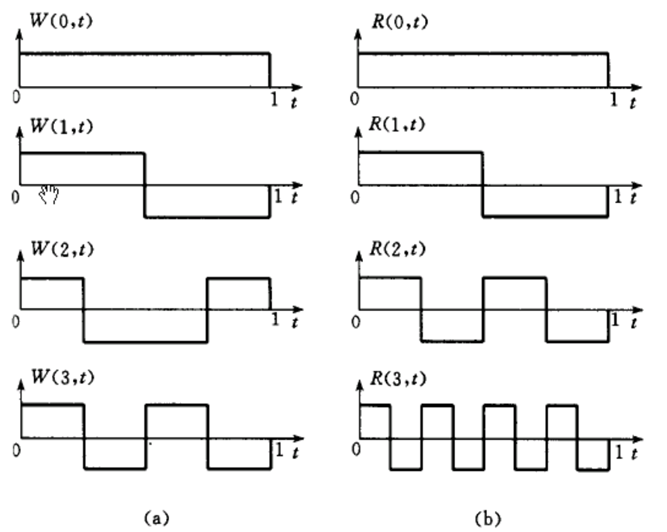 W(0,t)
0 1 t
W(1,t)
0 1 t
W(2,t)
0 1 t
W(3,t)
0 1 t
(a)
R(0,t)
0 1 t
R(1,t)
0 1 t
R(2,t)
0 1 t
R(3,t)
0 1 t
(b)